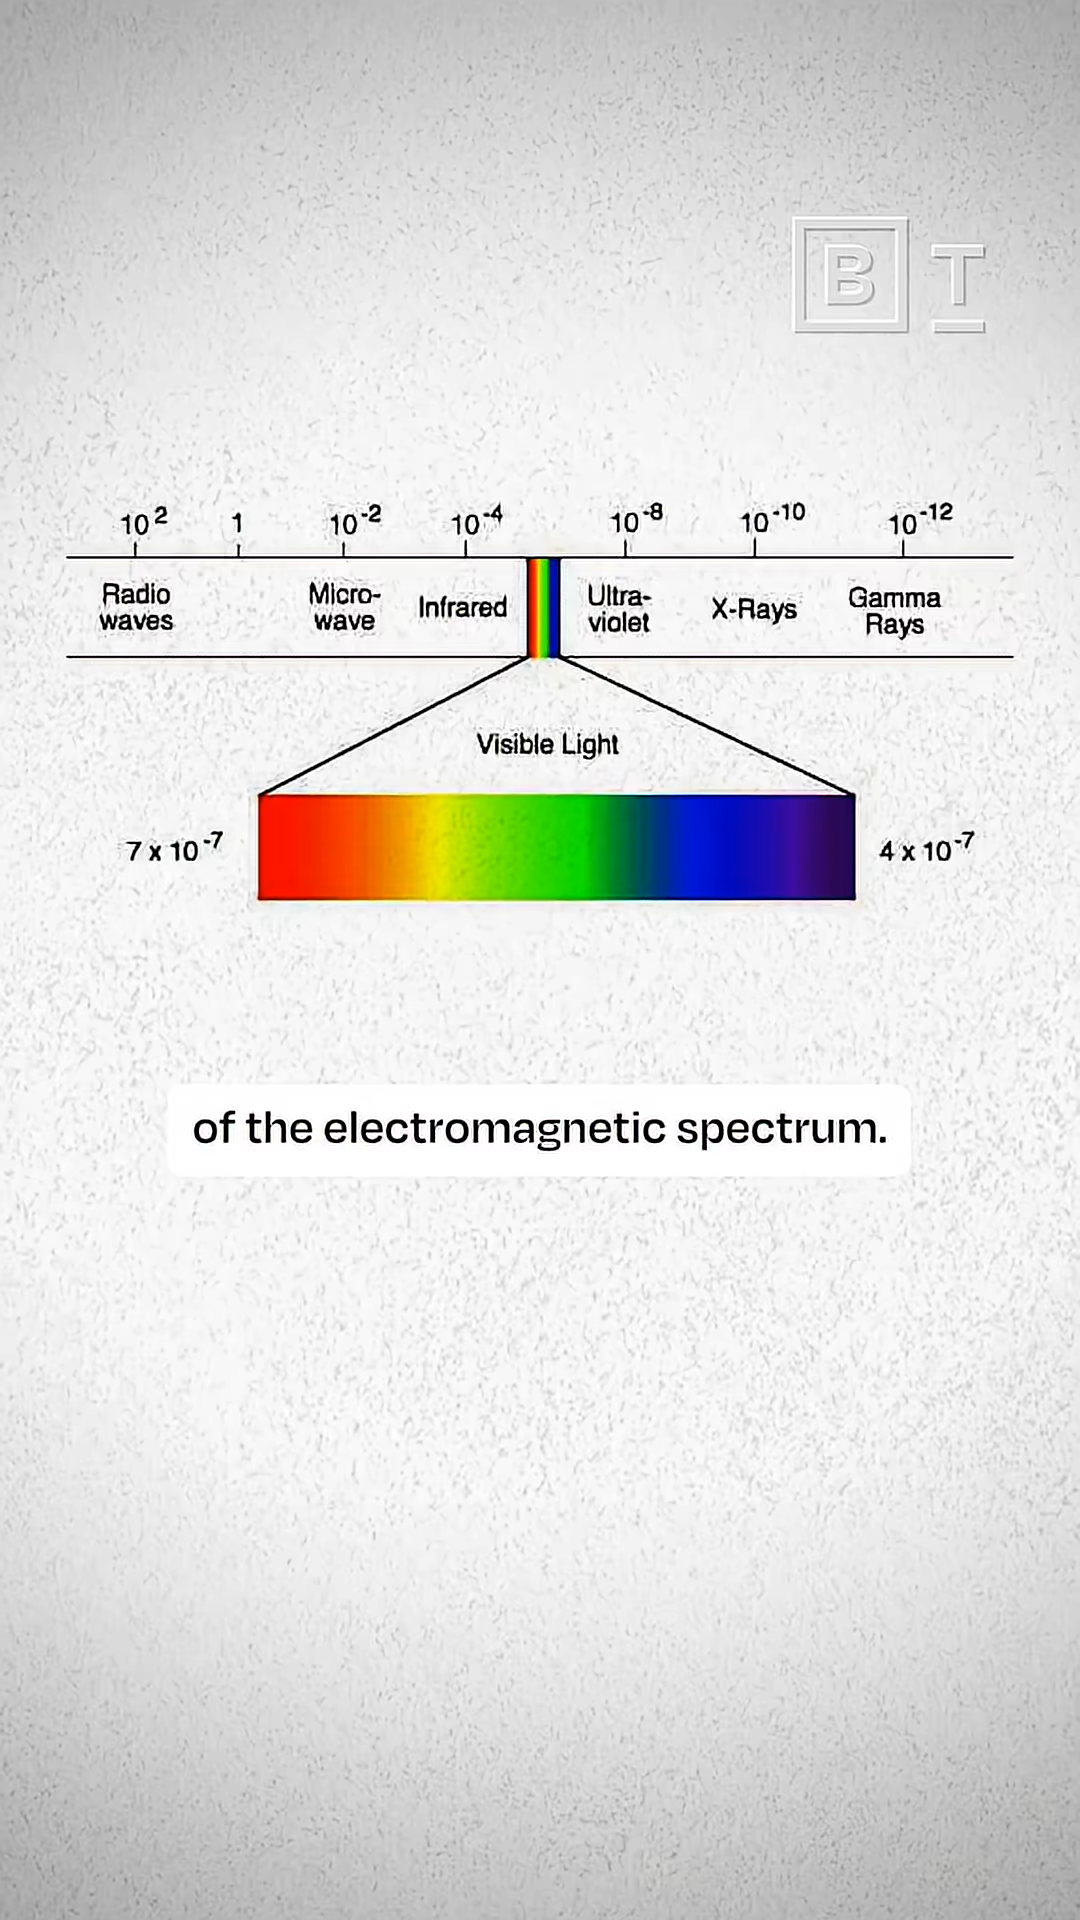 B T
10² 1 10⁻² 10⁻⁴ 10⁻⁸ 10⁻¹⁰ 10⁻¹²
Radio waves
Micro-
wave
Infrared
Ultra-
violet
X-Rays
Gamma
Rays
Visible Light
7 x 10⁻⁷
4 x 10⁻⁷
of the electromagnetic spectrum.